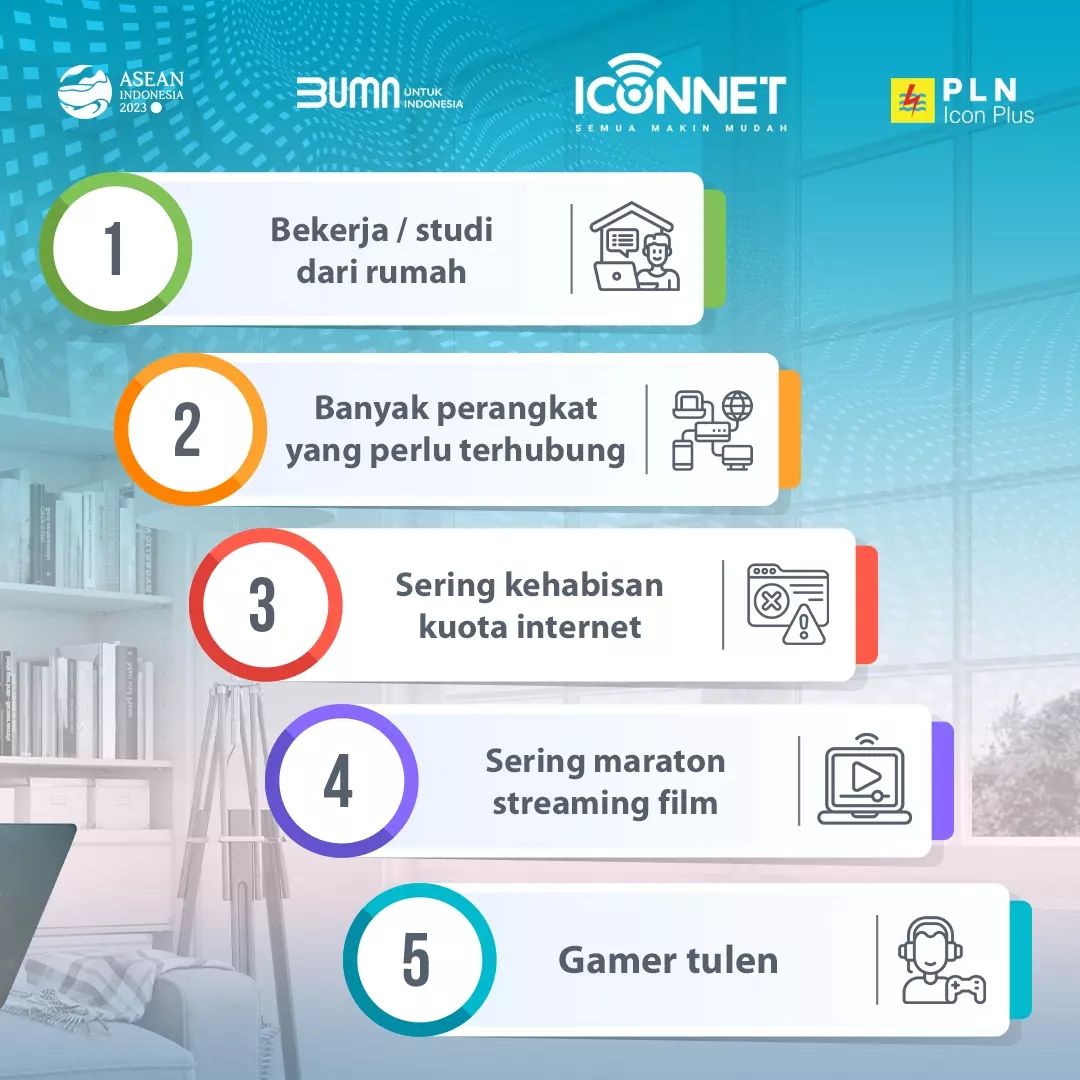 ASEAN
INDONESIA
2023
BUMN UNTUK
INDONESIA
ICONNET
SEMUA MAKIN MUDAH
PLN
Icon Plus
1
Bekerja / studi
dari rumah
2
Banyak perangkat
yang perlu terhubung
3
Sering kehabisan
kuota internet
4
Sering maraton
streaming film
5
Gamer tulen